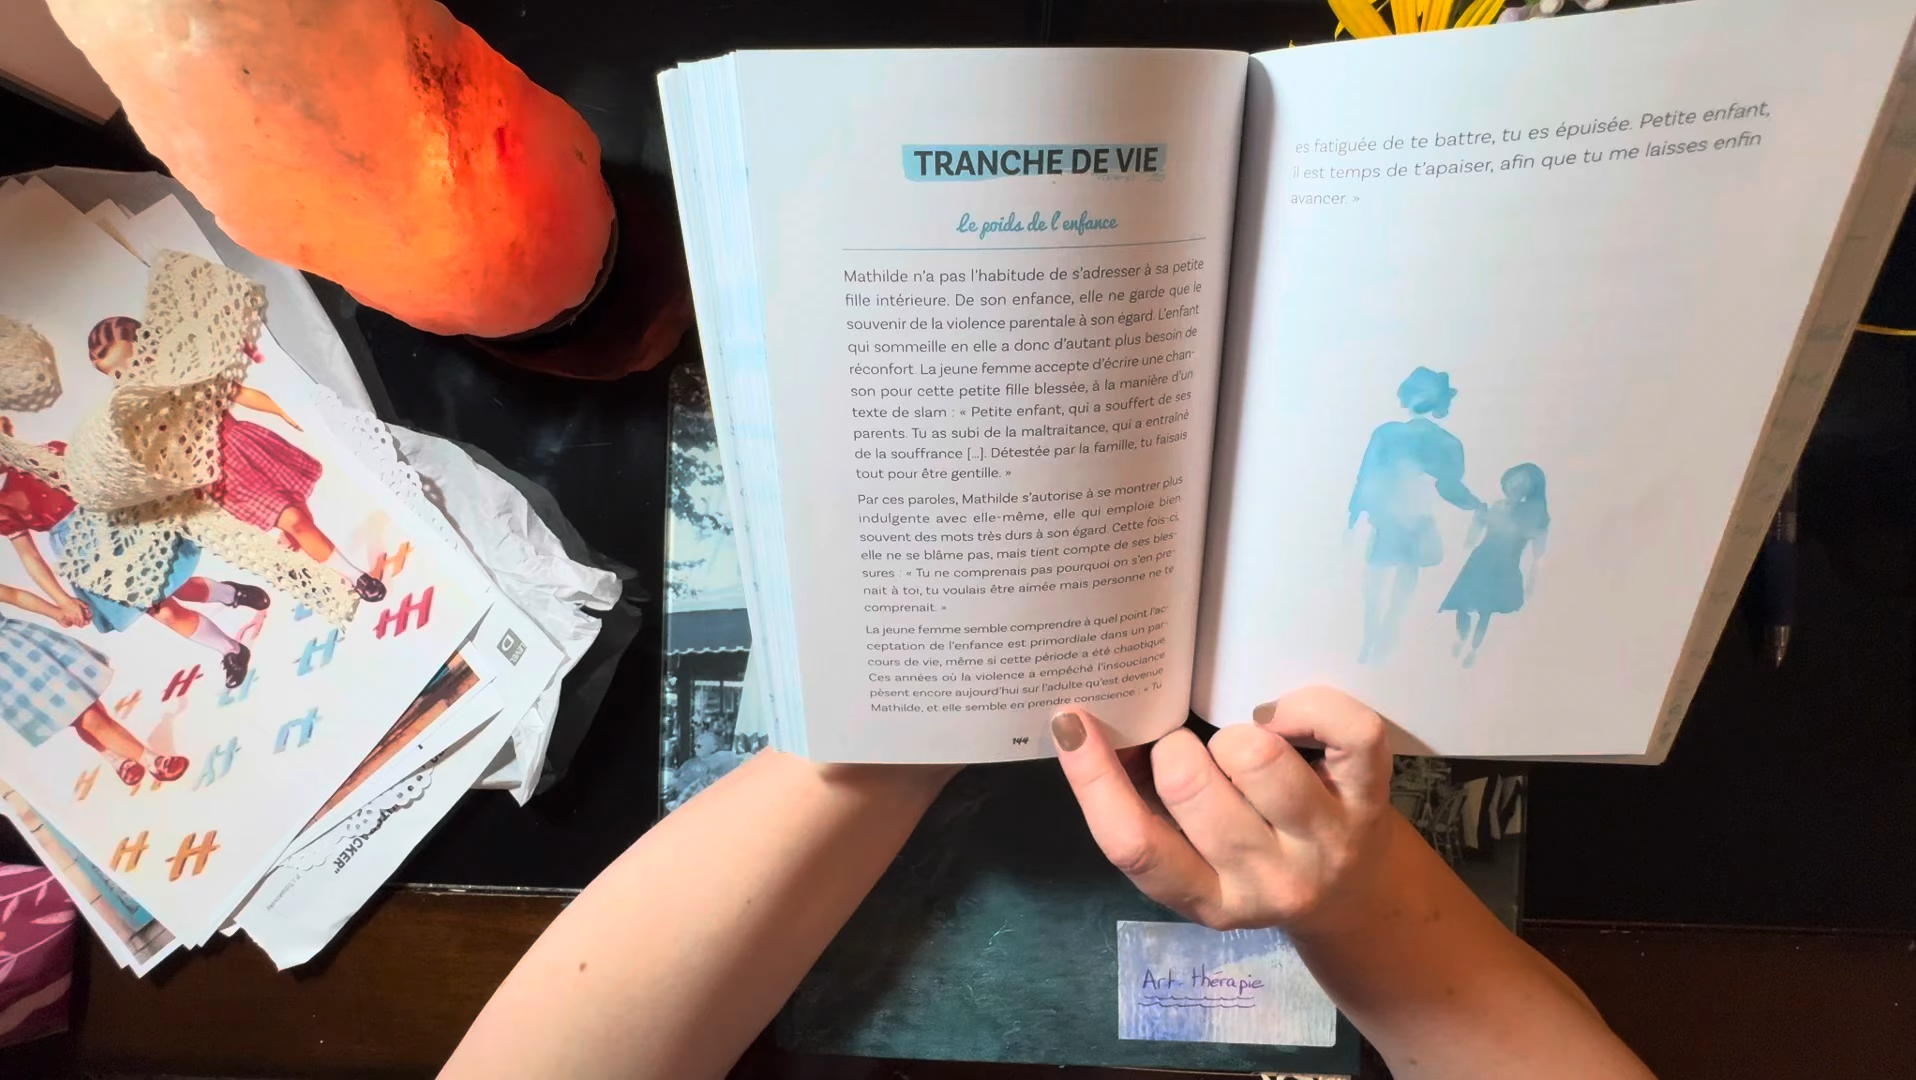 TRANCHE DE VIE
Le poids de l'enfance
Mathilde n'a pas l'habitude de s'adresser à sa petite
fille intérieure. De son enfance, elle ne garde que le
souvenir de la violence parentale à son égard. L'enfant
qui sommeille en elle a donc d'autant plus besoin de
réconfort. La jeune femme accepte d'écrire une chan-
son pour cette petite fille blessée, à la manière d'un
texte de slam : « Petite enfant, qui a souffert de ses
parents. Tu as subi de la maltraitance, qui a entraîné
de la souffrance [...]. Détestée par la famille, tu faisais
tout pour être gentille. »
Par ces paroles, Mathilde s'autorise à se montrer plus
indulgente avec elle-même, elle qui emploie bien
souvent des mots très durs à son égard. Cette fois-ci,
elle ne se blâme pas, mais tient compte de ses bles-
sures : « Tu ne comprenais pas pourquoi on s'en pre-
nait à toi, tu voulais être aimée mais personne ne te
comprenait. »
La jeune femme semble comprendre à quel point l'ac-
ceptation de l'enfance est primordiale dans un par-
cours de vie, même si cette période a été chaotique.
Ces années où la violence a empêché l'insouciance
pèsent encore aujourd'hui sur l'adulte qu'est devenue
Mathilde, et elle semble en prendre conscience : « Tu
144
es fatiguée de te battre, tu es épuisée. Petite enfant,
il est temps de t'apaiser, afin que tu me laisses enfin
avancer. »
Art-thérapie